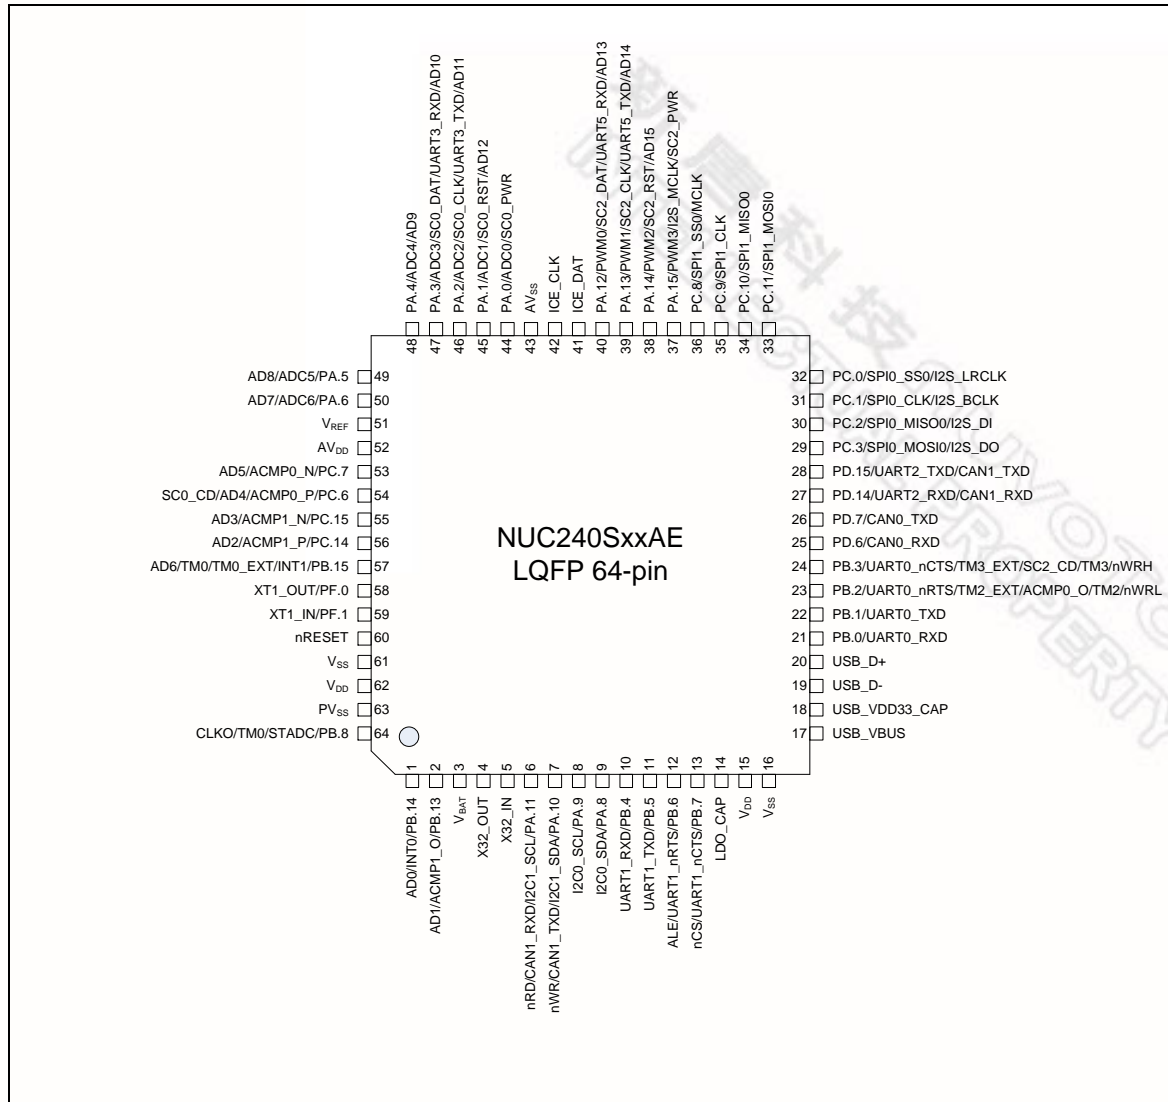 PA.4/ADC4/AD9
PA.3/ADC3/SC0_DAT/UART3_RXD/AD10
PA.2/ADC2/SC0_CLK/UART3_TXD/AD11
PA.1/ADC1/SC0_RST/AD12
PA.0/ADC0/SC0_PWR
AVSS
ICE_CLK
ICE_DAT
PA.12/PWM0/SC2_DAT/UART5_RXD/AD13
PA.13/PWM1/SC2_CLK/UART5_TXD/AD14
PA.14/PWM2/SC2_RST/AD15
PA.15/PWM3/I2S_MCLK/SC2_PWR
PC.8/SPI1_SS0/MCLK
PC.9/SPI1_CLK
PC.10/SPI1_MISO0
PC.11/SPI1_MOSI0
48 47 46 45 44 43 42 41 40 39 38 37 36 35 34 33
AD8/ADC5/PA.5 49
AD7/ADC6/PA.6 50
VREF 51
AVDD 52
AD5/ACMP0_N/PC.7 53
SC0_CD/AD4/ACMP0_P/PC.6 54
AD3/ACMP1_N/PC.15 55
AD2/ACMP1_P/PC.14 56
AD6/TM0/TM0_EXT/INT1/PB.15 57
XT1_OUT/PF.0 58
XT1_IN/PF.1 59
nRESET 60
VSS 61
VDD 62
PVSS 63
CLKO/TM0/STADC/PB.8 64
NUC240SxxAE
LQFP 64-pin
32 PC.0/SPI0_SS0/I2S_LRCLK
31 PC.1/SPI0_CLK/I2S_BCLK
30 PC.2/SPI0_MISO0/I2S_DI
29 PC.3/SPI0_MOSI0/I2S_DO
28 PD.15/UART2_TXD/CAN1_TXD
27 PD.14/UART2_RXD/CAN1_RXD
26 PD.7/CAN0_TXD
25 PD.6/CAN0_RXD
24 PB.3/UART0_nCTS/TM3_EXT/SC2_CD/TM3/nWRH
23 PB.2/UART0_nRTS/TM2_EXT/ACMP0_O/TM2/nWRL
22 PB.1/UART0_TXD
21 PB.0/UART0_RXD
20 USB_D+
19 USB_D-
18 USB_VDD33_CAP
17 USB_VBUS
1 2 3 4 5 6 7 8 9 10 11 12 13 14 15 16
AD0/INT0/PB.14
AD1/ACMP1_O/PB.13
VBAT
X32_OUT
X32_IN
nRD/CAN1_RXD/I2C1_SCL/PA.11
nWR/CAN1_TXD/I2C1_SDA/PA.10
I2C0_SCL/PA.9
I2C0_SDA/PA.8
UART1_RXD/PB.4
UART1_TXD/PB.5
ALE/UART1_nRTS/PB.6
nCS/UART1_nCTS/PB.7
LDO_CAP
VDD
VSS
新唐科技 NUVOTO
INTELLECTUAL PROPERTY